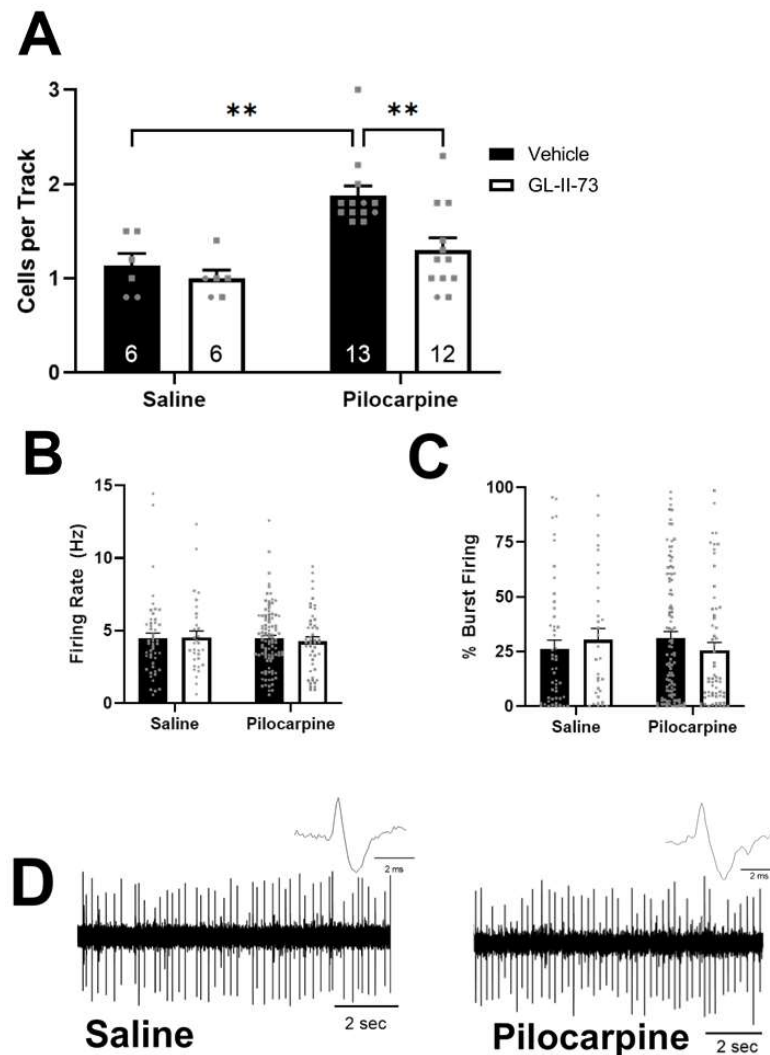 A
Cells per Track
3
2
1
0
**
**
Vehicle
GL-II-73
6
6
13
12
Saline
Pilocarpine
B
Firing Rate (Hz)
15
10
5
0
Saline
Pilocarpine
C
% Burst Firing
100
75
50
25
0
Saline
Pilocarpine
D
2 ms
2 sec
Saline
2 ms
2 sec
Pilocarpine